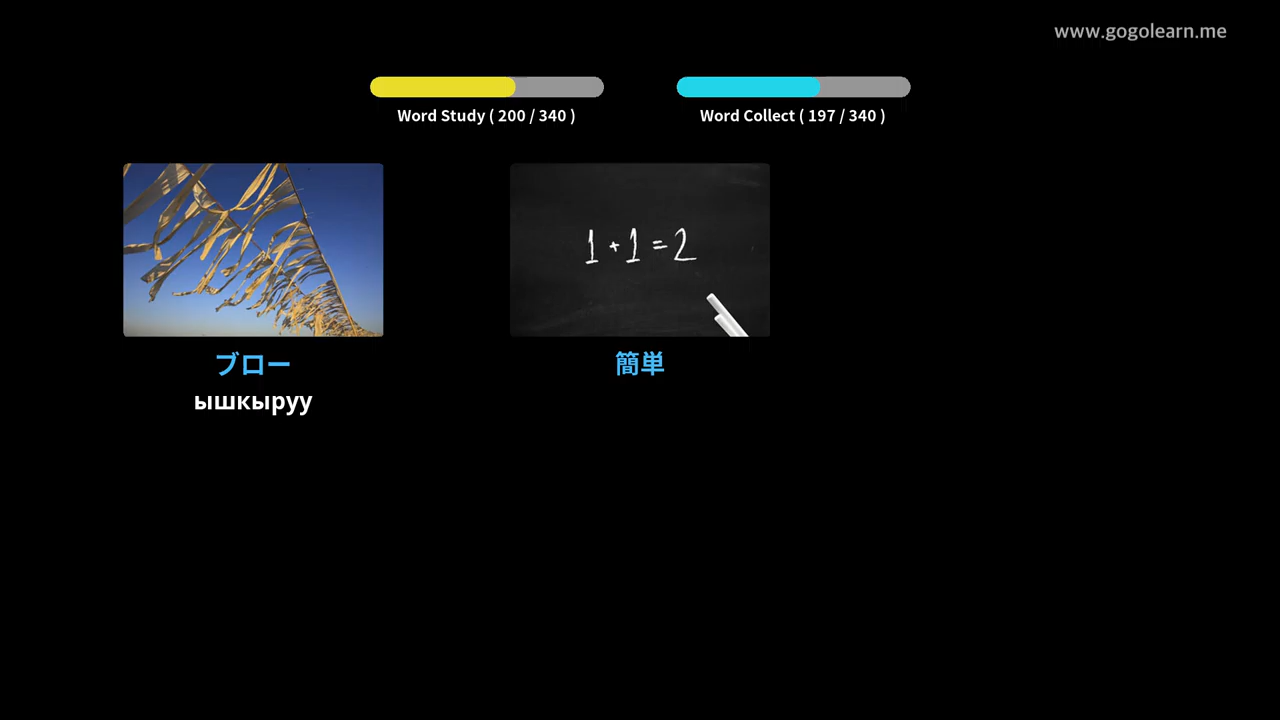 www.gogolearn.me
Word Study ( 200 / 340 )
Word Collect ( 197 / 340 )
1 + 1 = 2
ブロー
簡単
ышкыруу